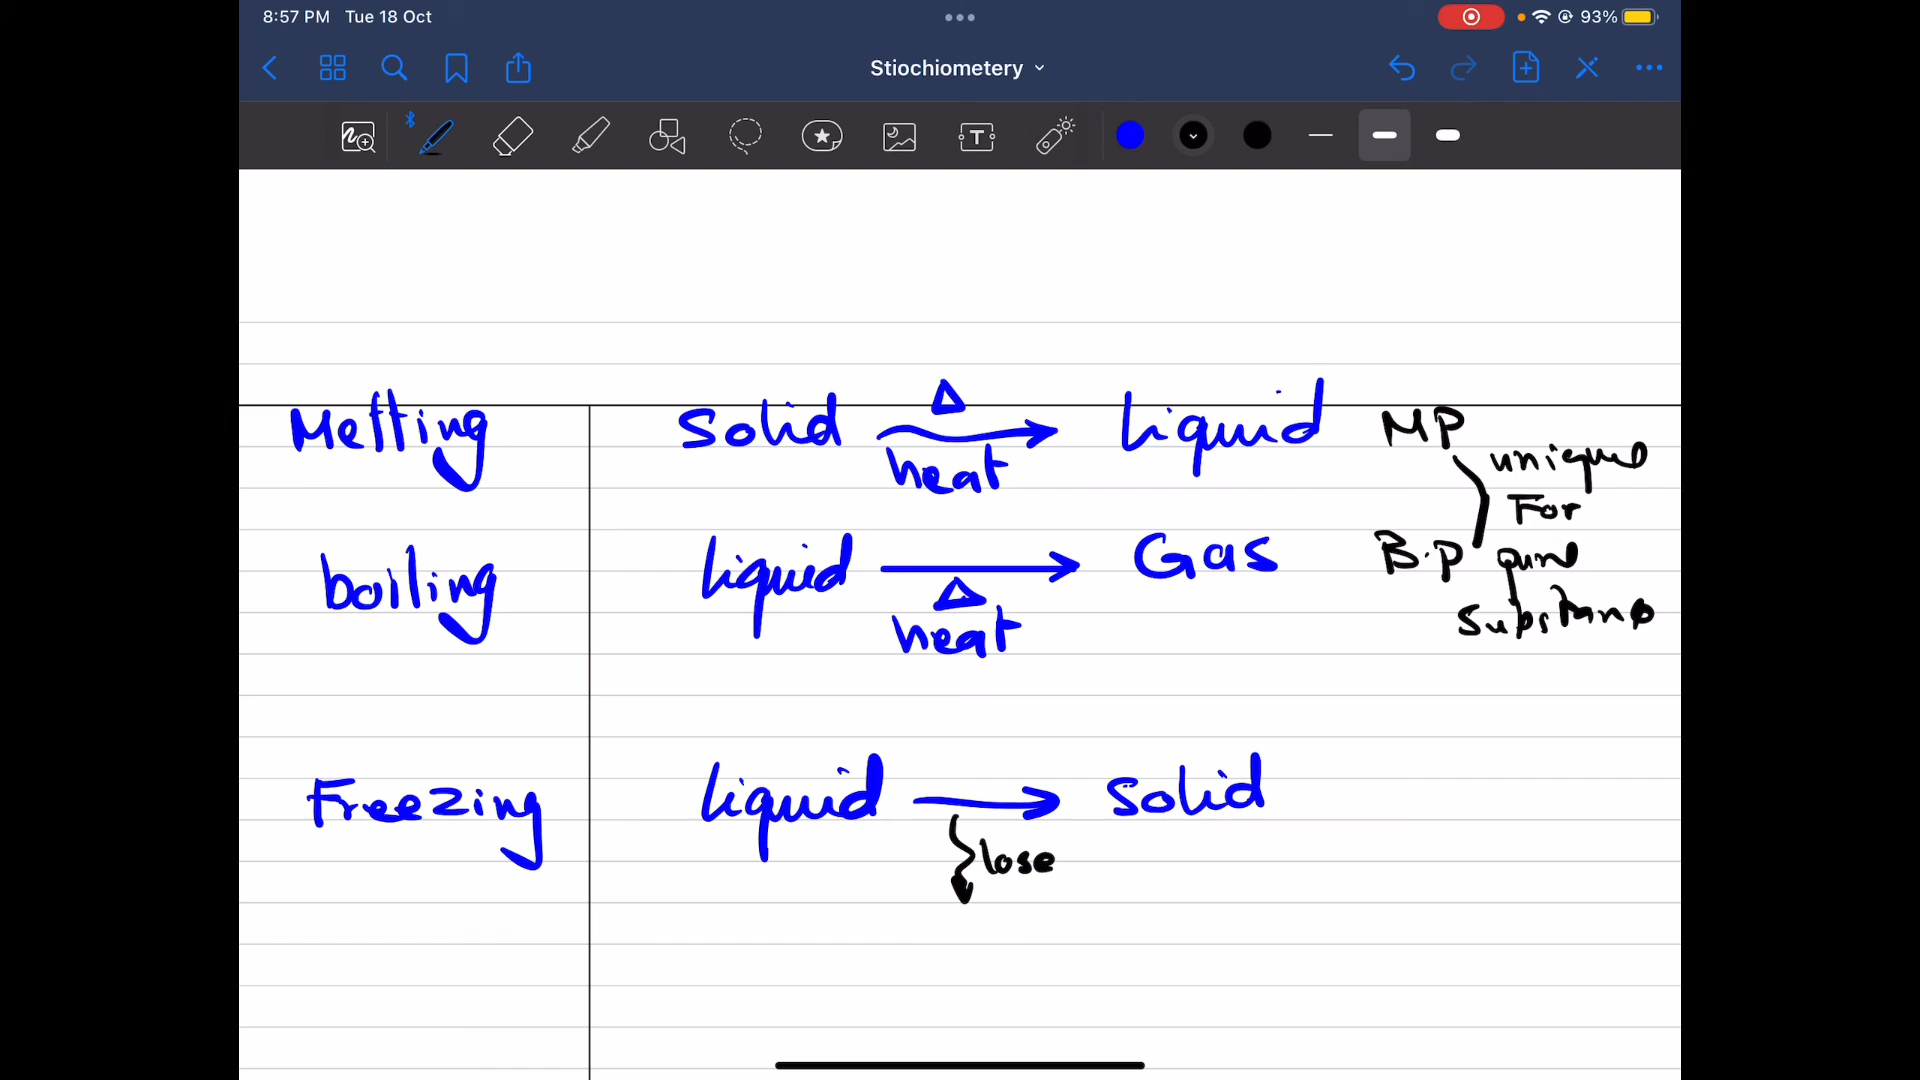 8:57 PM Tue 18 Oct
93%
Stiochiometery
T
Melting solid Δ heat Liquid MP
unique
For
boiling liquid Δ heat Gas B.p pure
substanc
Freezing liquid solid
lose